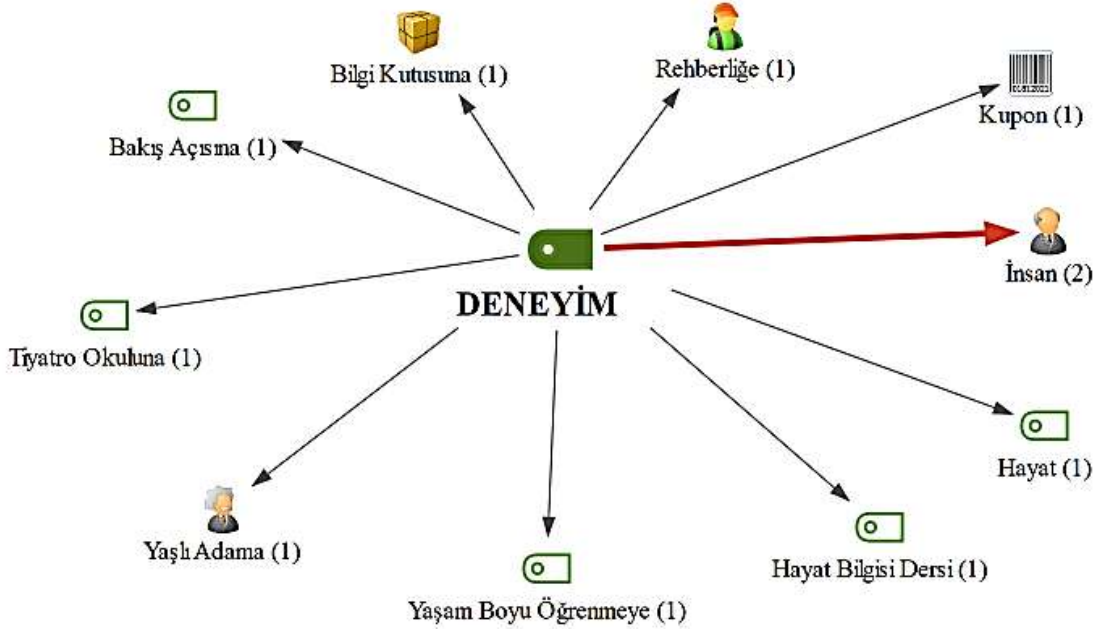 Bilgi Kutusuna (1)
Rehberliğe (1)
Kupon (1)
Bakış Açısına (1)
İnsan (2)
DENEYİM
Tiyatro Okuluna (1)
Hayat (1)
Yaşlı Adama (1)
Hayat Bilgisi Dersi (1)
Yaşam Boyu Öğrenmeye (1)